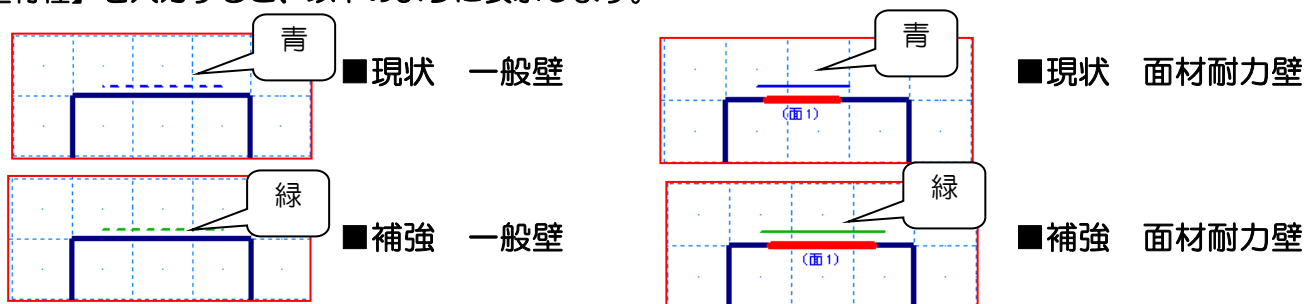 青
■現状　一般壁
青
(面1)
■現状　面材耐力壁
緑
■補強　一般壁
緑
(面1)
■補強　面材耐力壁